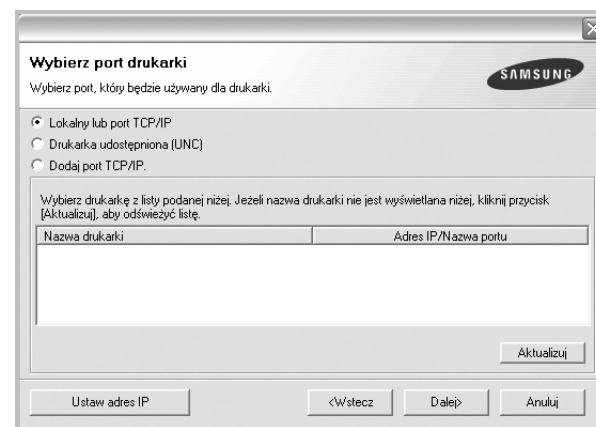 Wybierz port drukarki
Wybierz port, który będzie używany dla drukarki.
SAMSUNG
Lokalny lub port TCP/IP
Drukarka udostępniona (UNC)
Dodaj port TCP/IP.
Wybierz drukarkę z listy podanej niżej. Jeżeli nazwa drukarki nie jest wyświetlana niżej, kliknij przycisk
[Aktualizuj], aby odświeżyć listę.
Nazwa drukarki Adres IP/Nazwa portu
Aktualizuj
Ustaw adres IP <Wstecz Dalej> Anuluj